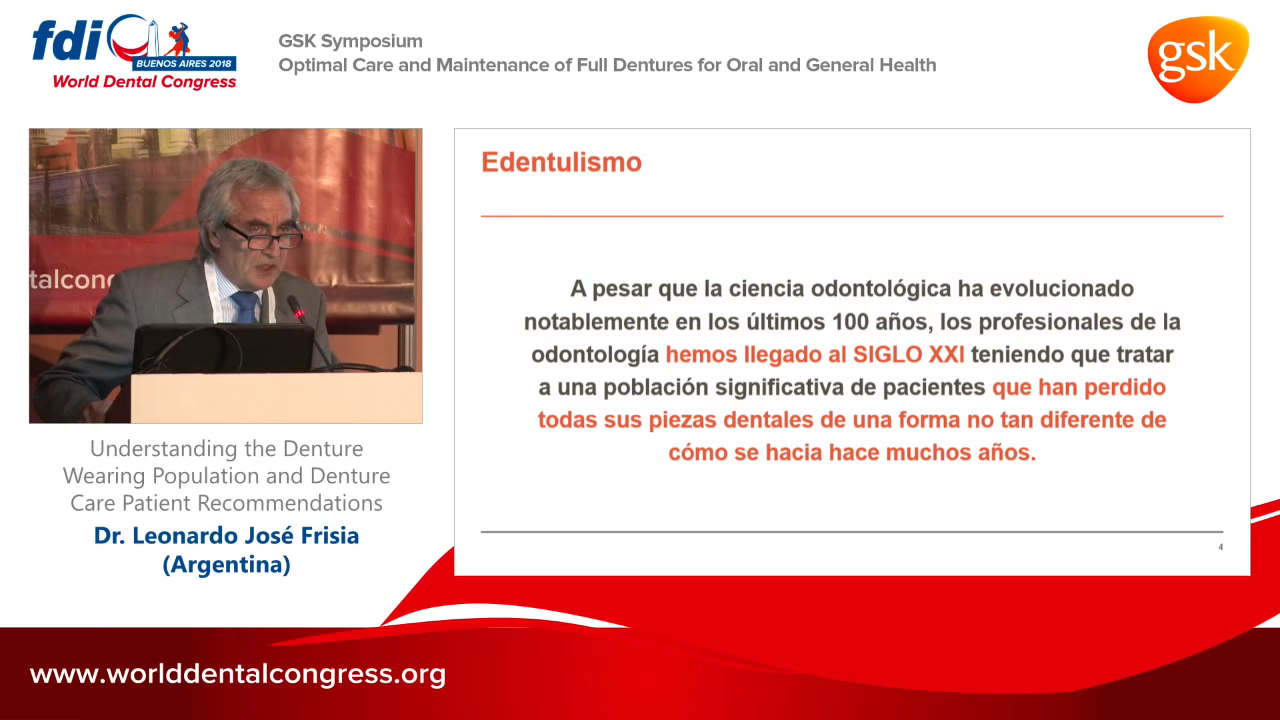 fdi
BUENOS AIRES 2018
World Dental Congress
GSK Symposium
Optimal Care and Maintenance of Full Dentures for Oral and General Health
gsk
talcong
Edentulismo
A pesar que la ciencia odontológica ha evolucionado
notablemente en los últimos 100 años, los profesionales de la
odontología hemos llegado al SIGLO XXI teniendo que tratar
a una población significativa de pacientes que han perdido
todas sus piezas dentales de una forma no tan diferente de
cómo se hacia hace muchos años.
4
Understanding the Denture
Wearing Population and Denture
Care Patient Recommendations
Dr. Leonardo José Frisia
(Argentina)
www.worlddentalcongress.org